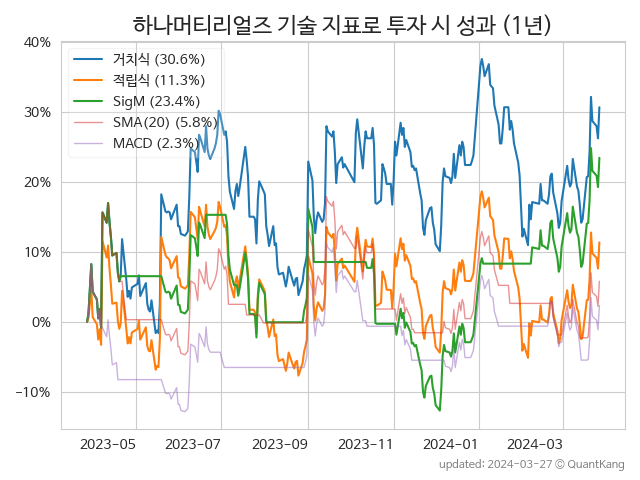 하나머티리얼즈 기술 지표로 투자 시 성과 (1년)
40%
30%
20%
10%
0%
−10%
거치식 (30.6%)
적립식 (11.3%)
SigM (23.4%)
SMA(20) (5.8%)
MACD (2.3%)
2023-05 2023-07 2023-09 2023-11 2024-01 2024-03
updated: 2024-03-27 © QuantKang